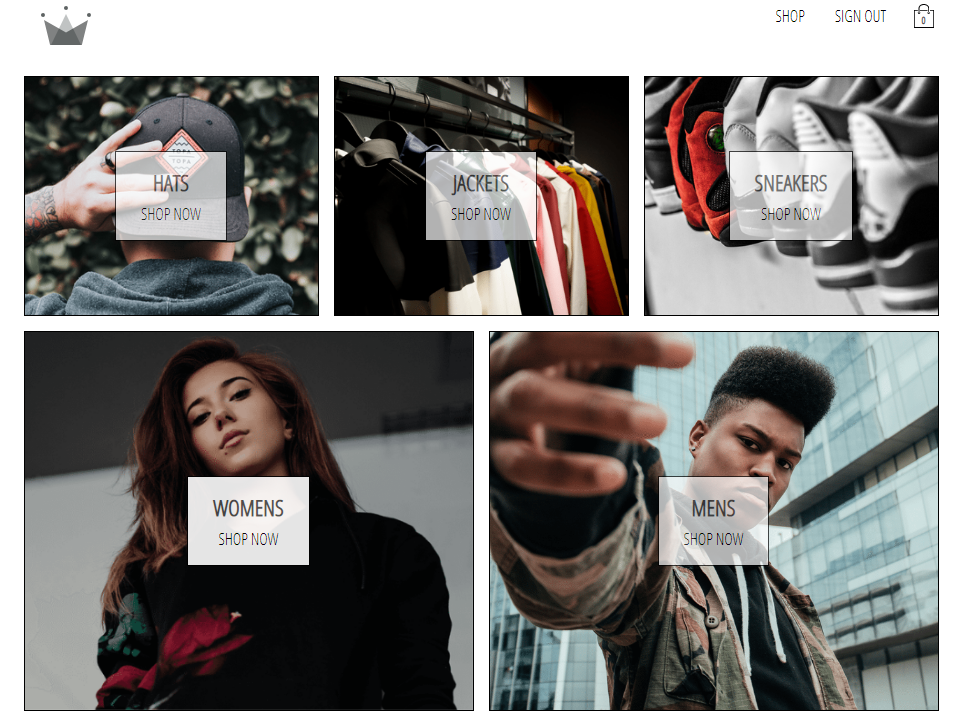 SHOP
SIGN OUT
0
TOPA
TOPA
HATS
SHOP NOW
JACKETS
SHOP NOW
SNEAKERS
SHOP NOW
WOMENS
SHOP NOW
MENS
SHOP NOW